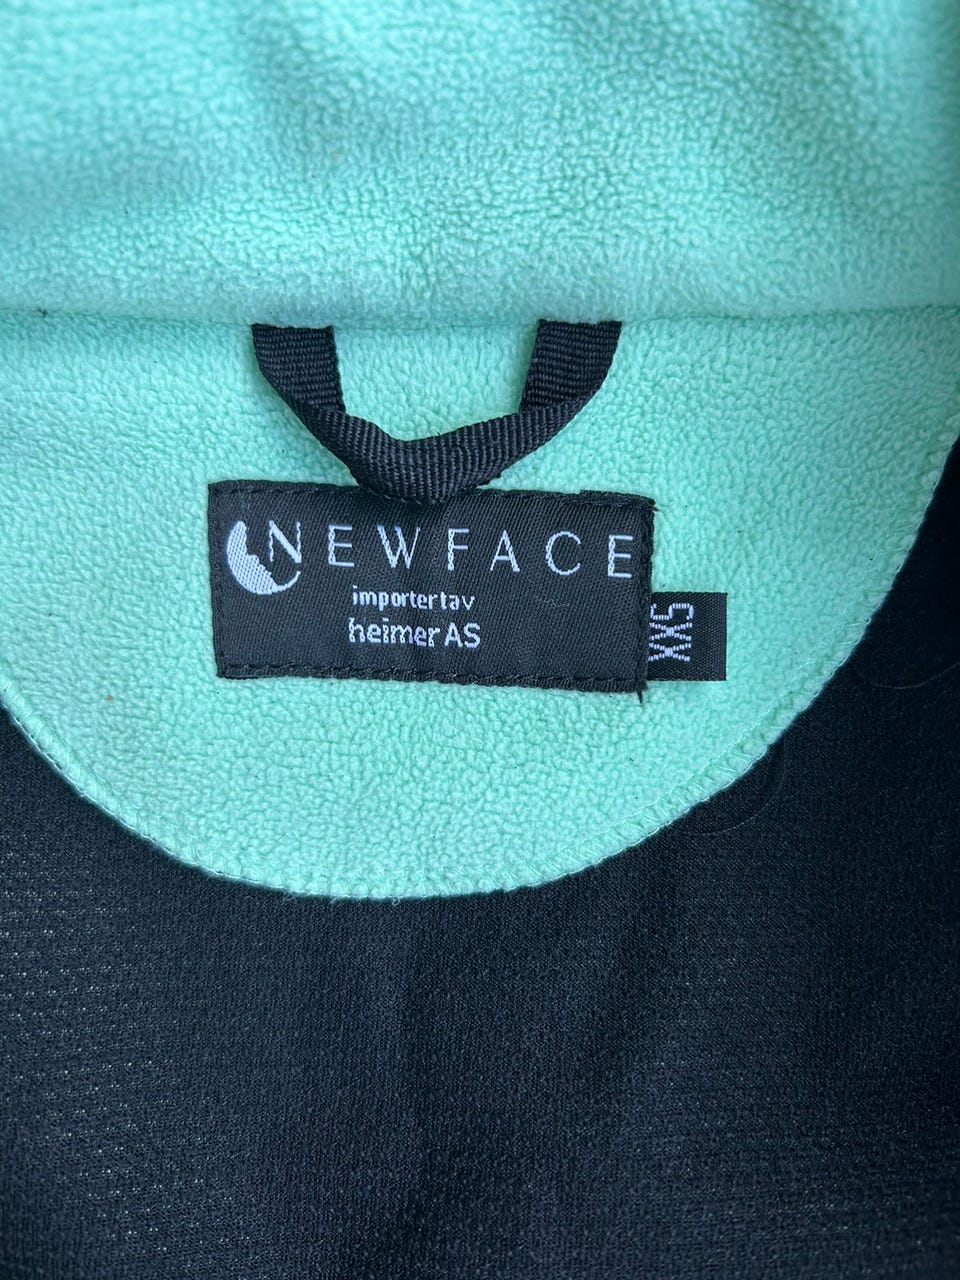 NEWFACE
importert av
heimer AS
XXS